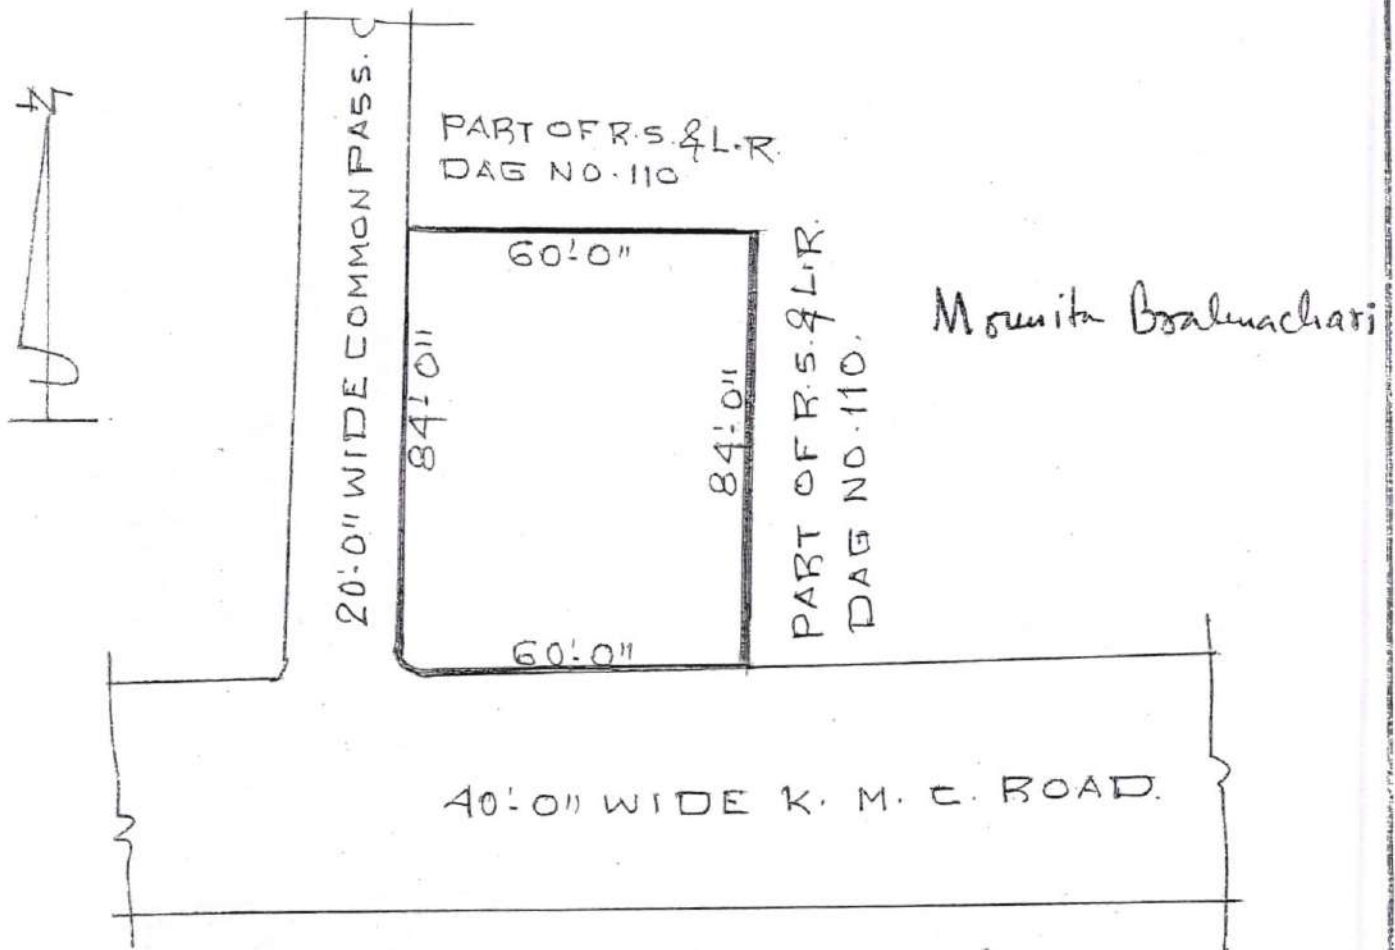 N
20'-0" WIDE COMMON PASS.
PART OF R.S. & L.R.
DAG NO. 110
60'-0"
84'-0"
84'-0"
PART OF R.S. & L.R.
DAG NO. 110.
Mounita Brahmachari
60'-0"
40'-0" WIDE K. M. C. ROAD.